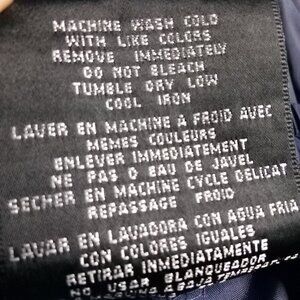 MACHINE WASH COLD
WITH LIKE COLORS
REMOVE IMMEDIATELY
DO NOT BLEACH
TUMBLE DRY LOW
COOL IRON
LAVER EN MACHINE A FROID AVEC
MEMES COULEURS
ENLEVER IMMEDIATEMENT
NE PAS D EAU DE JAVEL
SECHER EN MACHINE CYCLE DELICAT
REPASSAGE FROID
LAVAR EN LAVADORA CON AGUA FRIA
CON COLORES IGUALES
RETIRAR INMEDIATAMENTE
NO USAR BLANQUEADOR